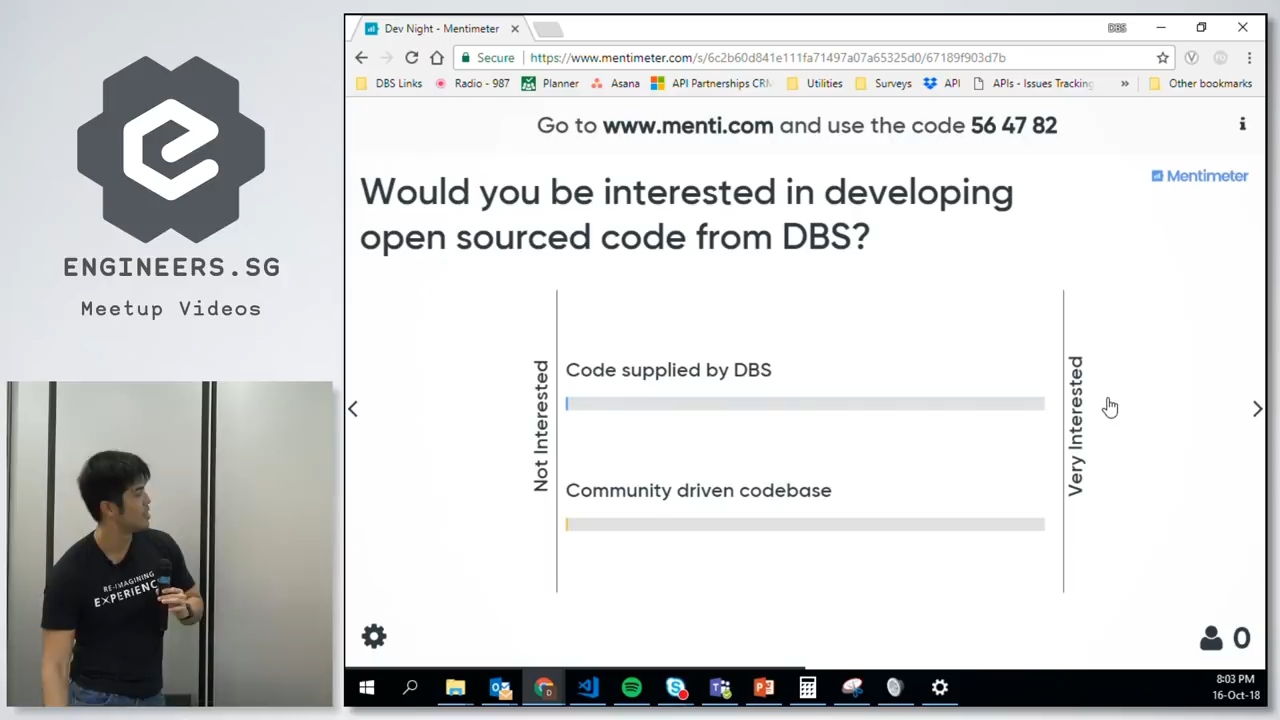 ENGINEERS.SG
Meetup Videos
RE-IMAGINING
EXPERIENC
Dev Night - Mentimeter
DBS
Secure
https://www.mentimeter.com/s/6c2b60d841e111fa71497a07a65325d0/67189f903d7b
DBS Links
Radio - 987
Planner
Asana
API Partnerships CRM
Utilities
Surveys
API
APIs - Issues Tracking
»
Other bookmarks
Go to www.menti.com and use the code 56 47 82
Mentimeter
Would you be interested in developing
open sourced code from DBS?
Not Interested
Code supplied by DBS
Community driven codebase
Very Interested
0
8:03 PM
16-Oct-18